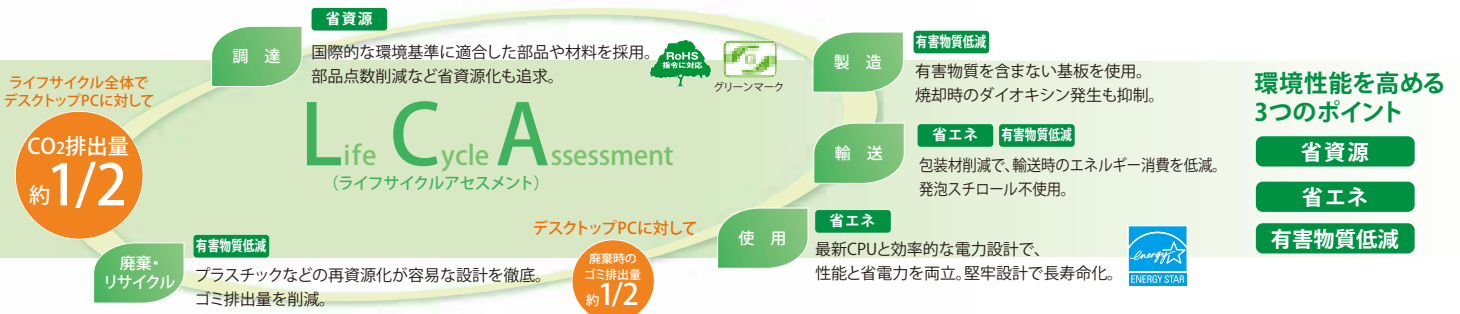 省資源
調 達
国際的な環境基準に適合した部品や材料を採用。
部品点数削減など省資源化も追求。
RoHS
指令に対応
グリーンマーク
有害物質低減
製 造
有害物質を含まない基板を使用。
焼却時のダイオキシン発生も抑制。
ライフサイクル全体で
デスクトップPCに対して
CO2排出量
約1/2
Life Cycle Assessment
（ライフサイクルアセスメント）
省エネ 有害物質低減
輸 送
包装材削減で、輸送時のエネルギー消費を低減。
発泡スチロール不使用。
省エネ
使 用
最新CPUと効率的な電力設計で、
性能と省電力を両立。堅牢設計で長寿命化。
energy
ENERGY STAR
デスクトップPCに対して
廃棄時の
ゴミ排出量
約1/2
有害物質低減
廃棄・
リサイクル
プラスチックなどの再資源化が容易な設計を徹底。
ゴミ排出量を削減。
環境性能を高める
3つのポイント
省資源
省エネ
有害物質低減